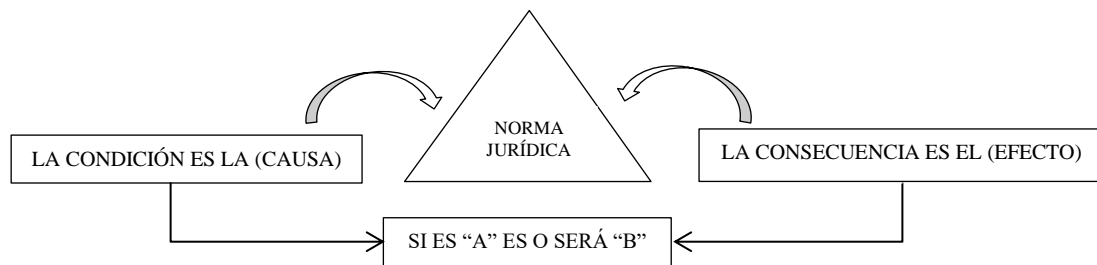 NORMA
JURÍDICA
LA CONDICIÓN ES LA (CAUSA)
LA CONSECUENCIA ES EL (EFECTO)
SI ES “A” ES O SERÁ “B”